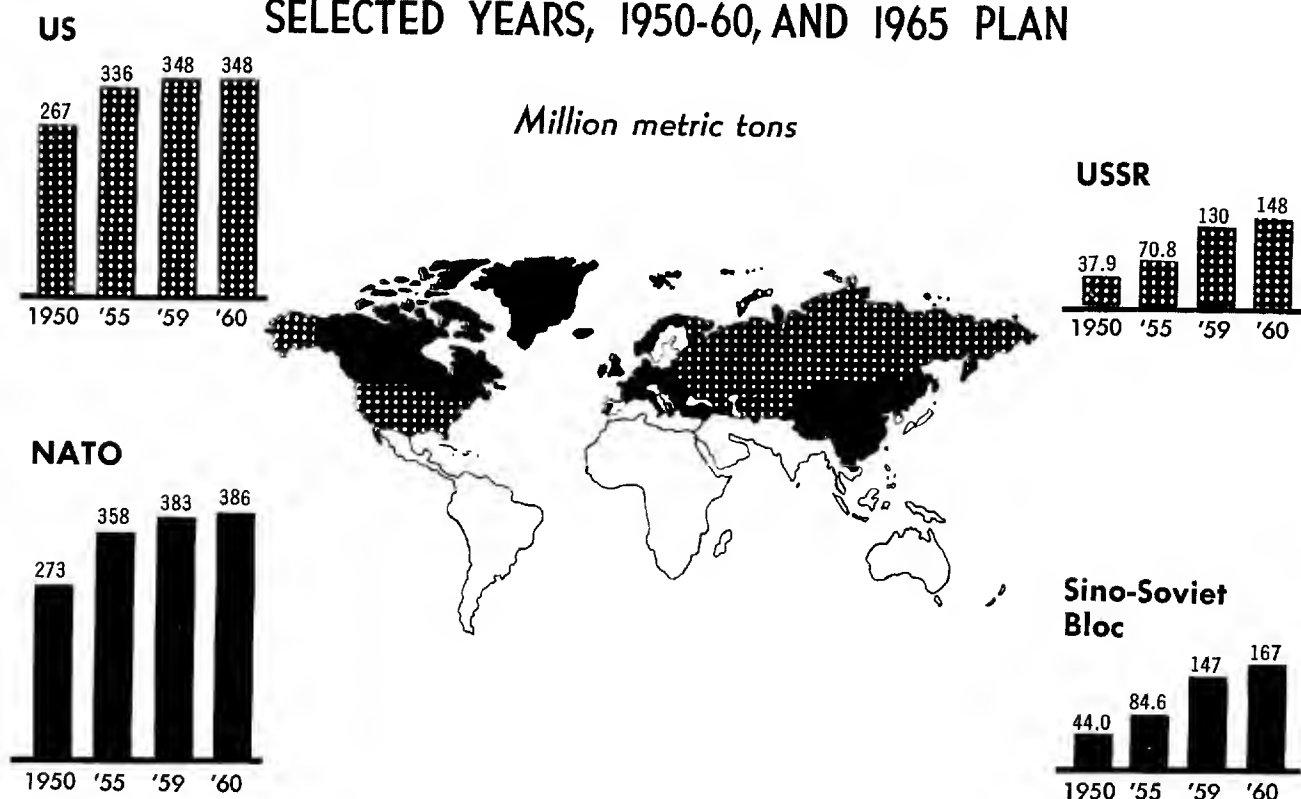 SELECTED YEARS, 1950-60, AND 1965 PLAN
Million metric tons
US
267 336 348 348
1950 '55 '59 '60
USSR
37.9 70.8 130 148
1950 '55 '59 '60
NATO
273 358 383 386
1950 '55 '59 '60
Sino-Soviet
Bloc
44.0 84.6 147 167
1950 '55 '59 '60